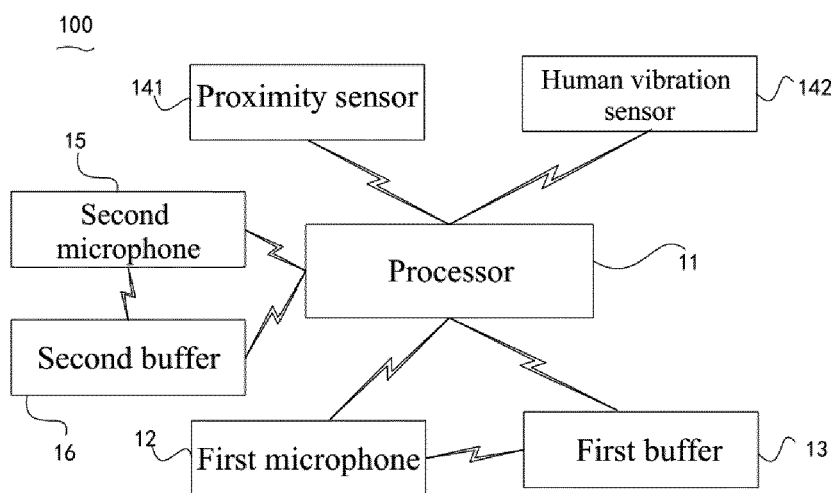 100
141
Proximity sensor
Human vibration
sensor
142
15
Second
microphone
Processor
11
Second buffer
16
12
First microphone
First buffer
13